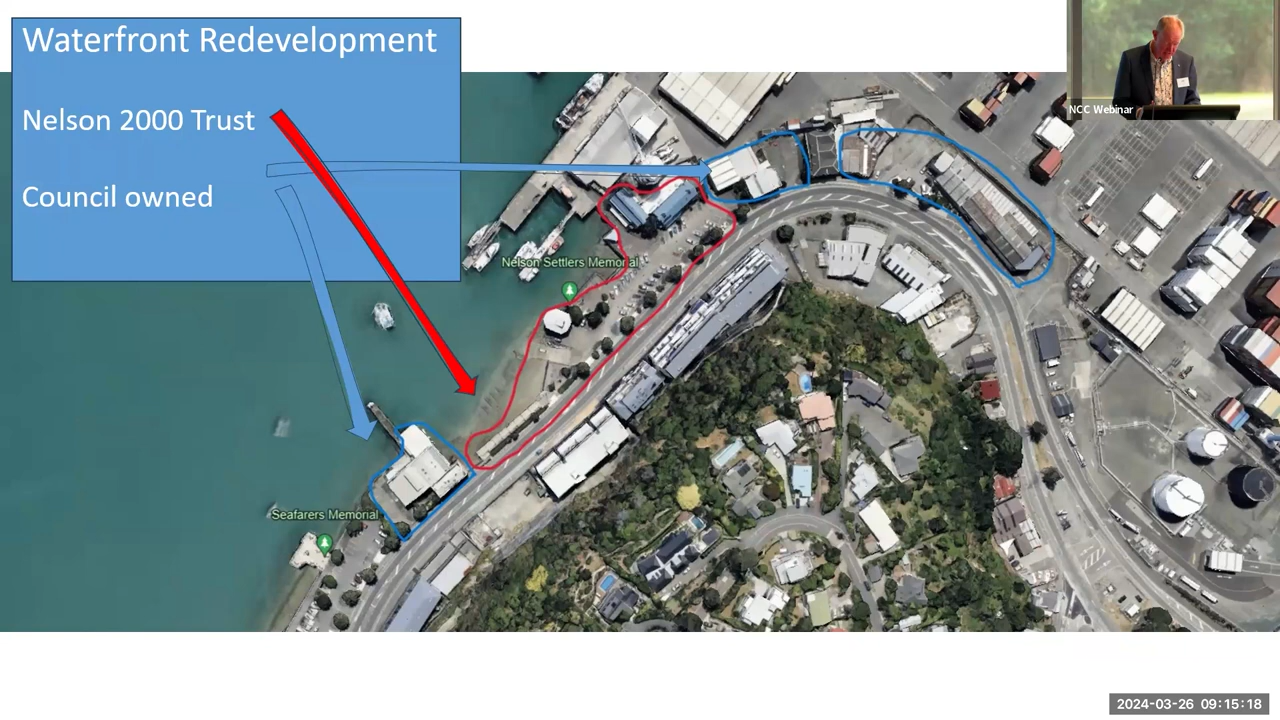 Waterfront Redevelopment
Nelson 2000 Trust
Council owned
NCC Webinar
Nelson Settlers Memorial
Seafarers Memorial
2024-03-26 09:15:18